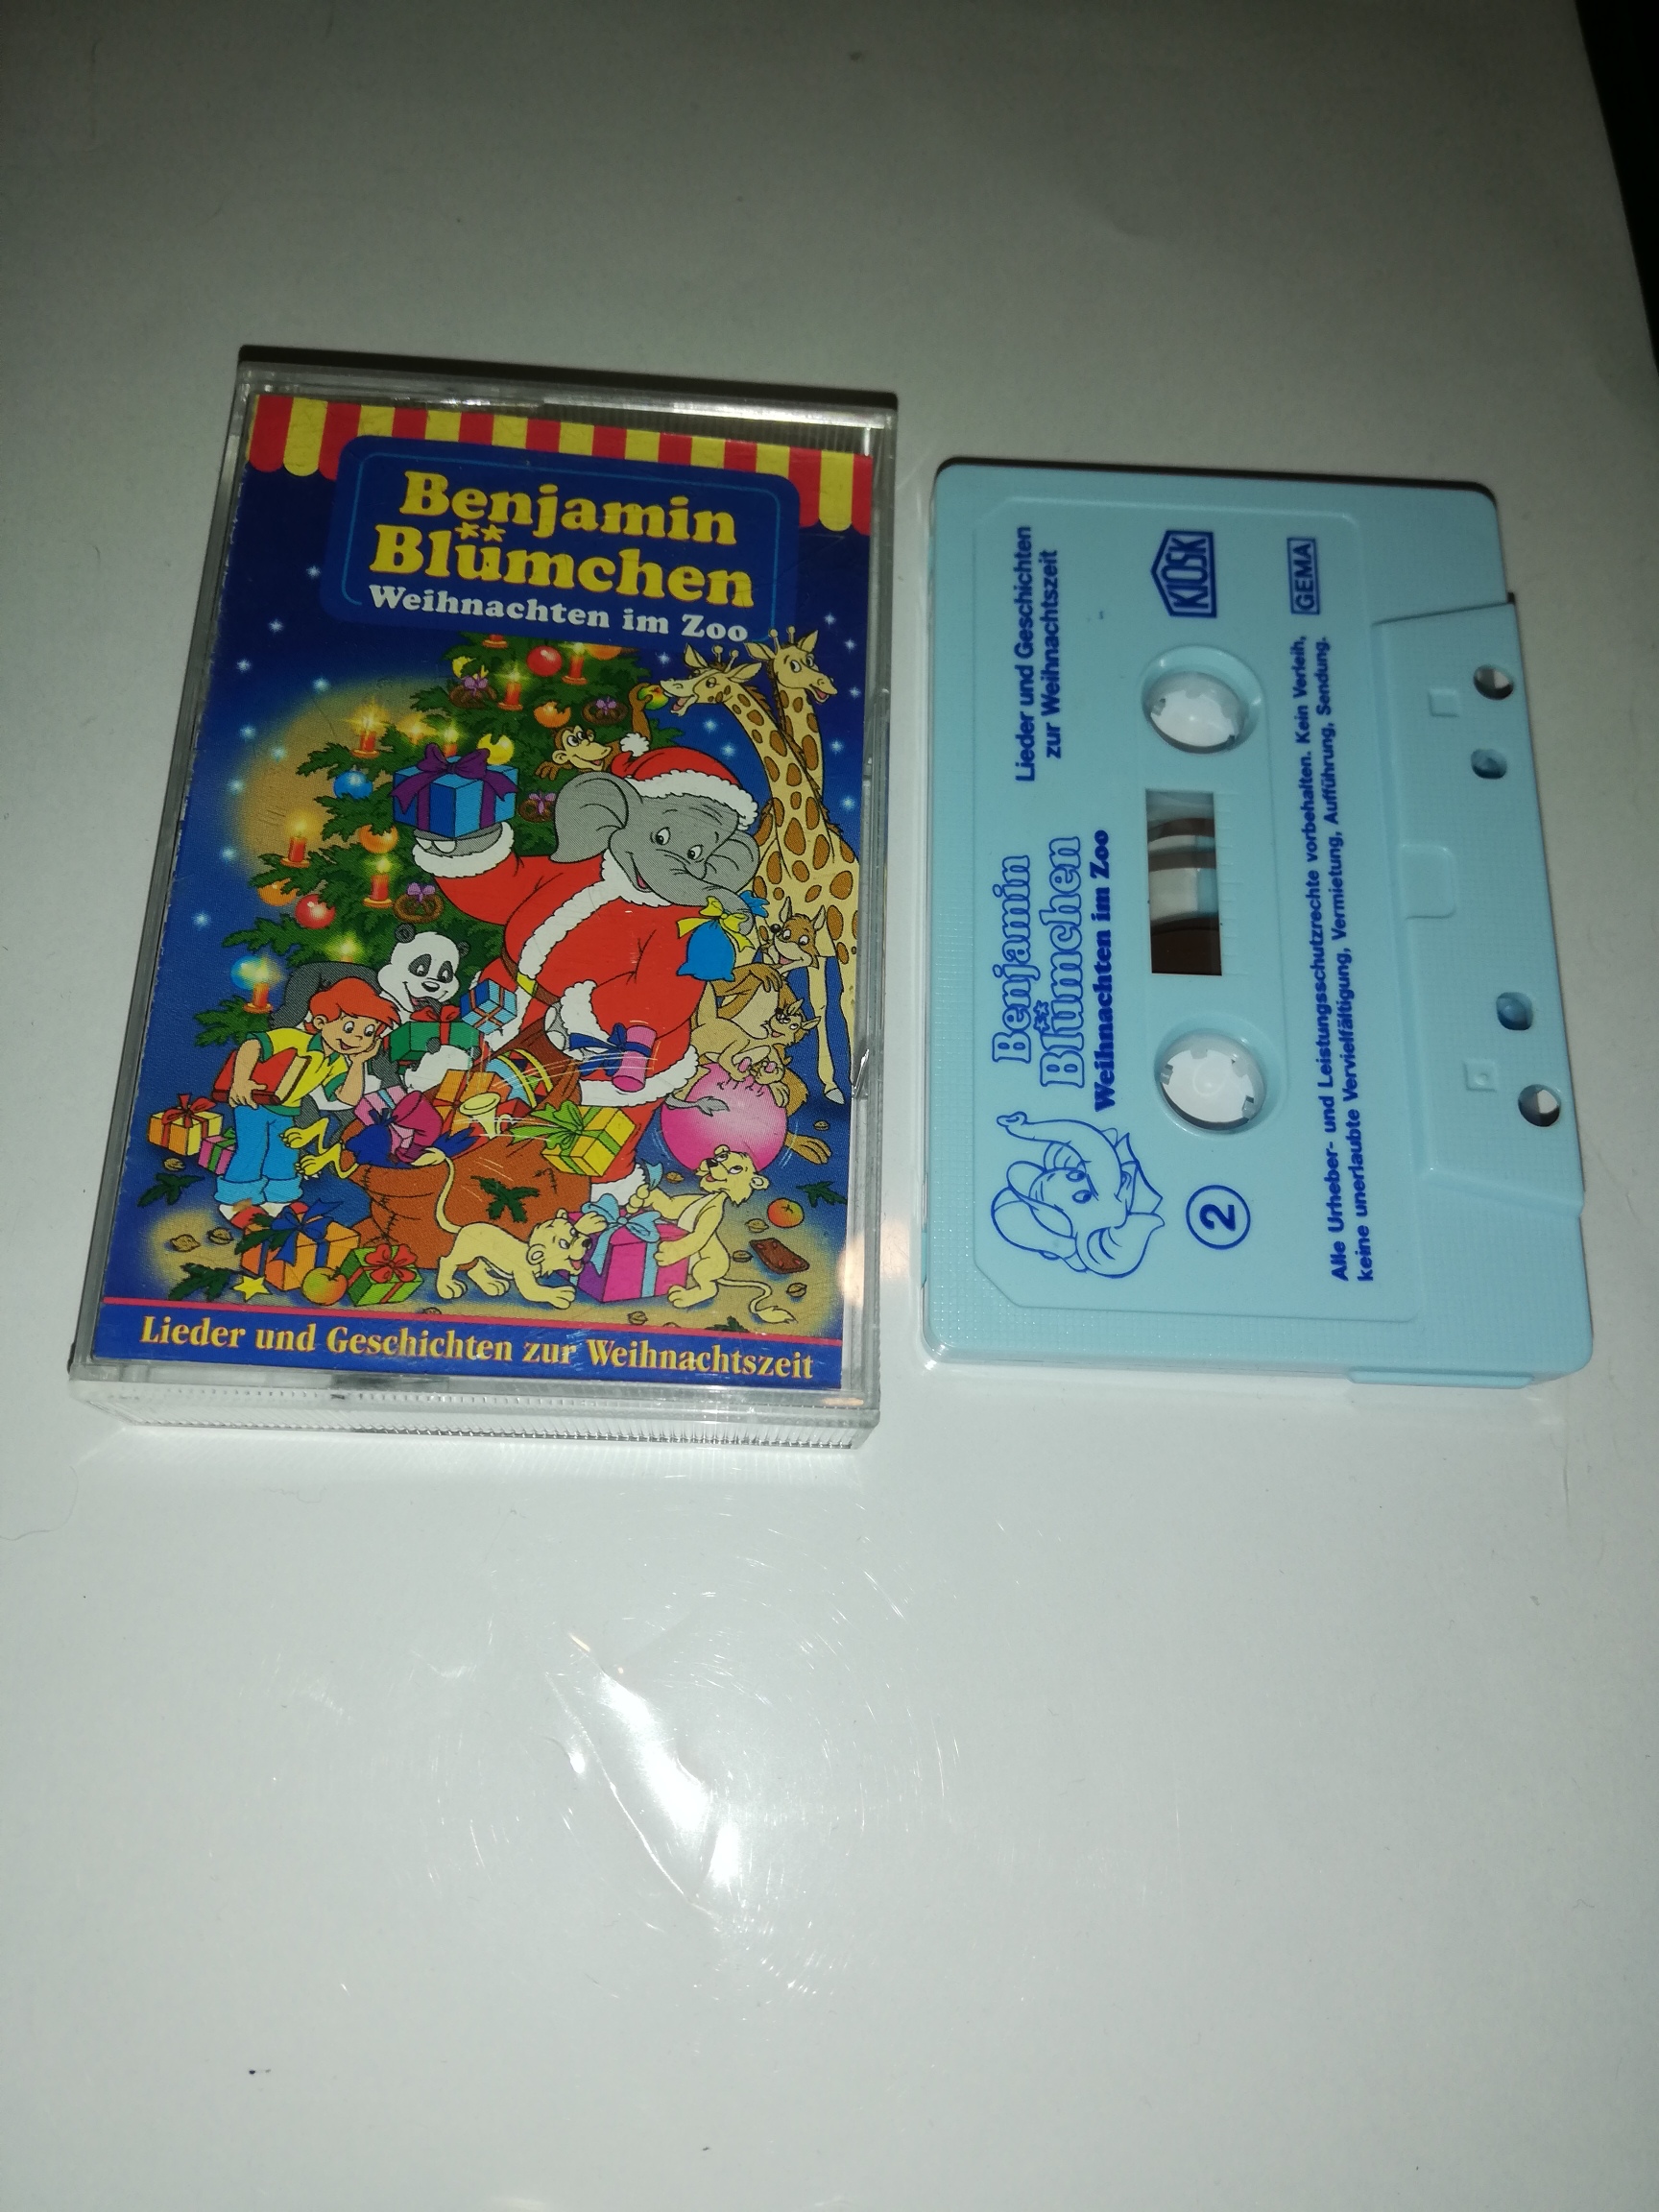 Benjamin
Blümchen
Weihnachten im Zoo
Lieder und Geschichten zur Weihnachtszeit
Benjamin
Blümchen
Weihnachten im Zoo
Lieder und Geschichten
zur Weihnachtszeit
KIOSK
2
GEMA
Alle Urheber- und Leistungsschutzrechte vorbehalten. Kein Verleih,
keine unerlaubte Vervielfältigung, Vermietung, Aufführung, Sendung.